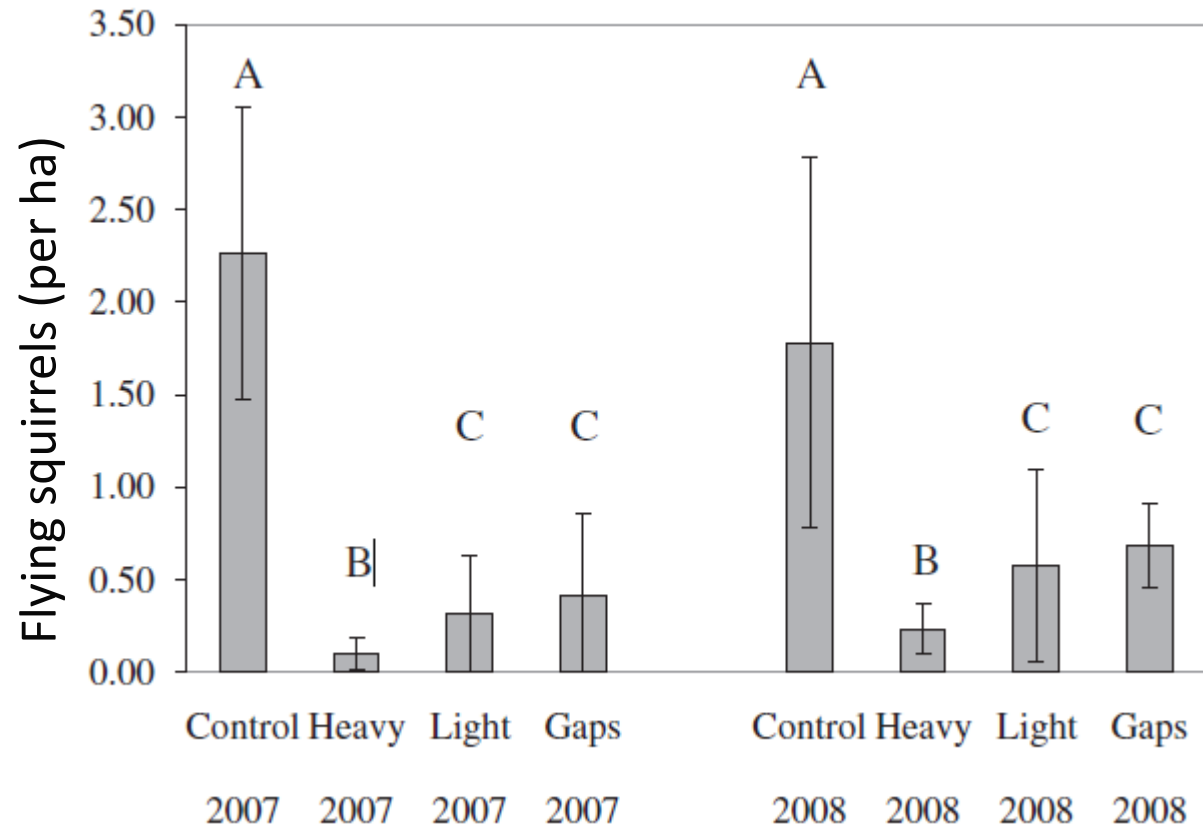 Flying squirrels (per ha)
3.50
3.00
2.50
2.00
1.50
1.00
0.50
0.00
A
B
C
C
A
B
C
C
Control Heavy Light Gaps Control Heavy Light Gaps
2007 2007 2007 2007 2008 2008 2008 2008